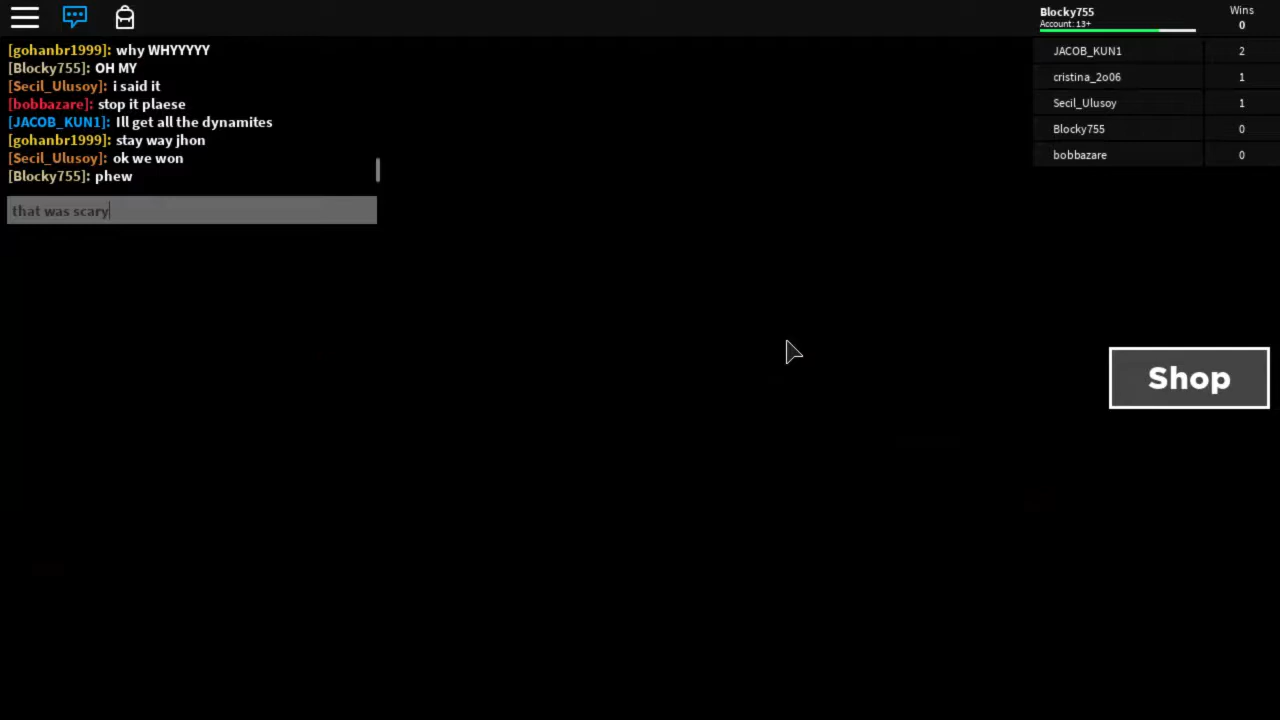 [gohanbr1999]: why WHYYYYY
[Blocky755]: OH MY
[Secil_Ulusoy]: i said it
[bobbazare]: stop it plaese
[JACOB_KUN1]: Ill get all the dynamites
[gohanbr1999]: stay way jhon
[Secil_Ulusoy]: ok we won
[Blocky755]: phew
that was scary
Blocky755
Account: 13+
Wins
0
JACOB_KUN1 2
cristina_2o06 1
Secil_Ulusoy 1
Blocky755 0
bobbazare 0
Shop